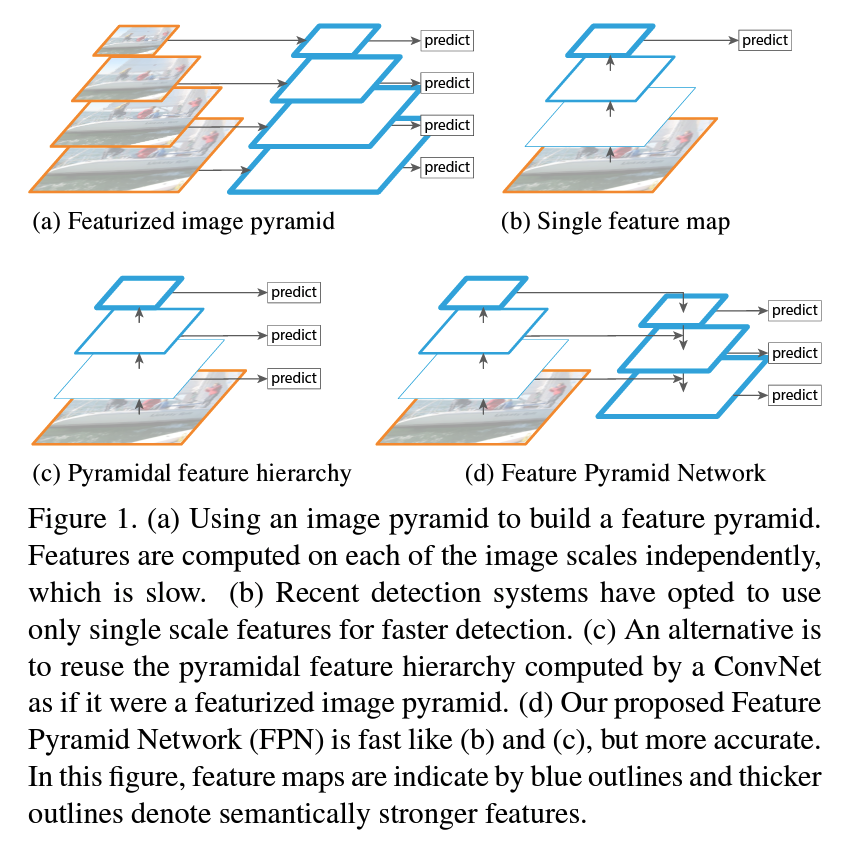 predict
predict
predict
predict
predict
(a) Featurized image pyramid
(b) Single feature map
predict
predict
predict
predict
predict
predict
(c) Pyramidal feature hierarchy
(d) Feature Pyramid Network
Figure 1. (a) Using an image pyramid to build a feature pyramid.
Features are computed on each of the image scales independently,
which is slow. (b) Recent detection systems have opted to use
only single scale features for faster detection. (c) An alternative is
to reuse the pyramidal feature hierarchy computed by a ConvNet
as if it were a featurized image pyramid. (d) Our proposed Feature
Pyramid Network (FPN) is fast like (b) and (c), but more accurate.
In this figure, feature maps are indicate by blue outlines and thicker
outlines denote semantically stronger features.